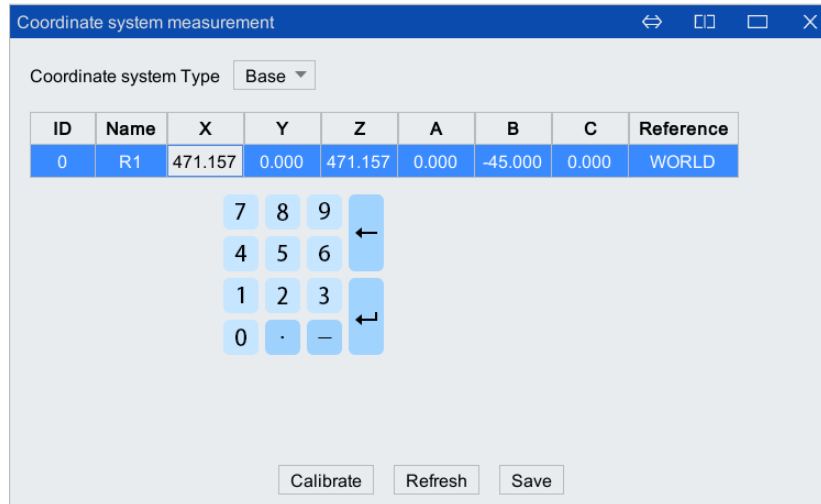 Coordinate system measurement
Coordinate system Type Base
ID Name X Y Z A B C Reference
0 R1 471.157 0.000 471.157 0.000 -45.000 0.000 WORLD
7 8 9
4 5 6
1 2 3
0 · –
Calibrate Refresh Save